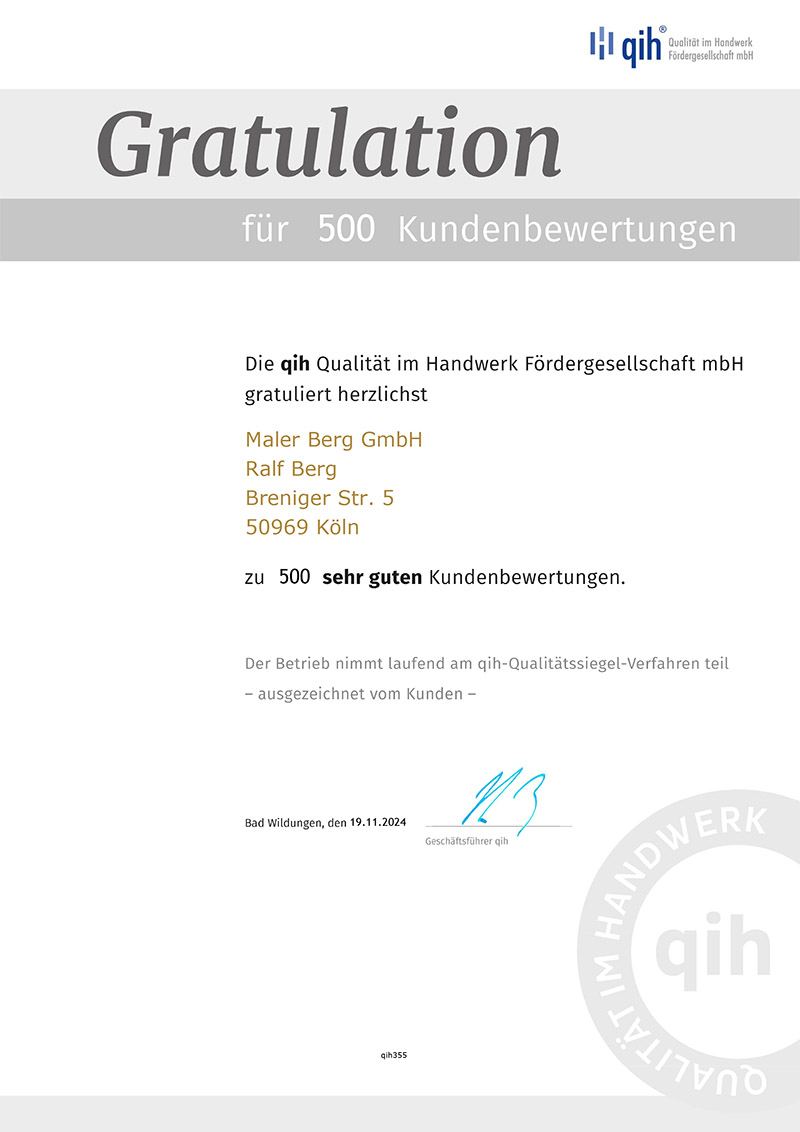 qih® Qualität im Handwerk
Fördergesellschaft mbH
Gratulation
für 500 Kundenbewertungen
Die qih Qualität im Handwerk Fördergesellschaft mbH
gratuliert herzlichst
Maler Berg GmbH
Ralf Berg
Breniger Str. 5
50969 Köln
zu 500 sehr guten Kundenbewertungen.
Der Betrieb nimmt laufend am qih-Qualitätssiegel-Verfahren teil
– ausgezeichnet vom Kunden –
Bad Wildungen, den 19.11.2024
Geschäftsführer qih
QUALITÄT IM HANDWERK
qih
qih355